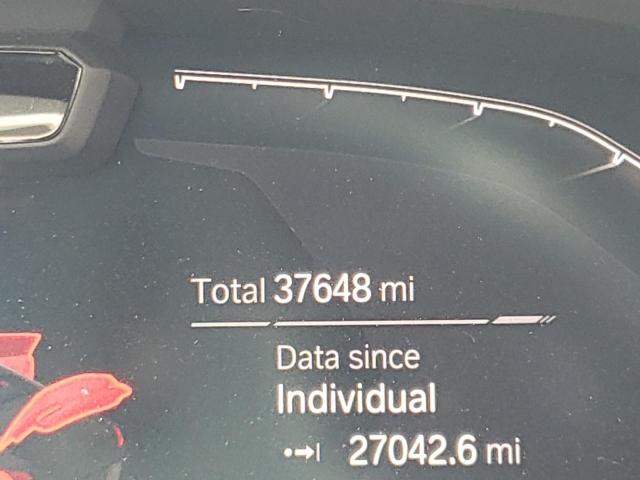 Total 37648 mi
Data since
Individual
27042.6 mi